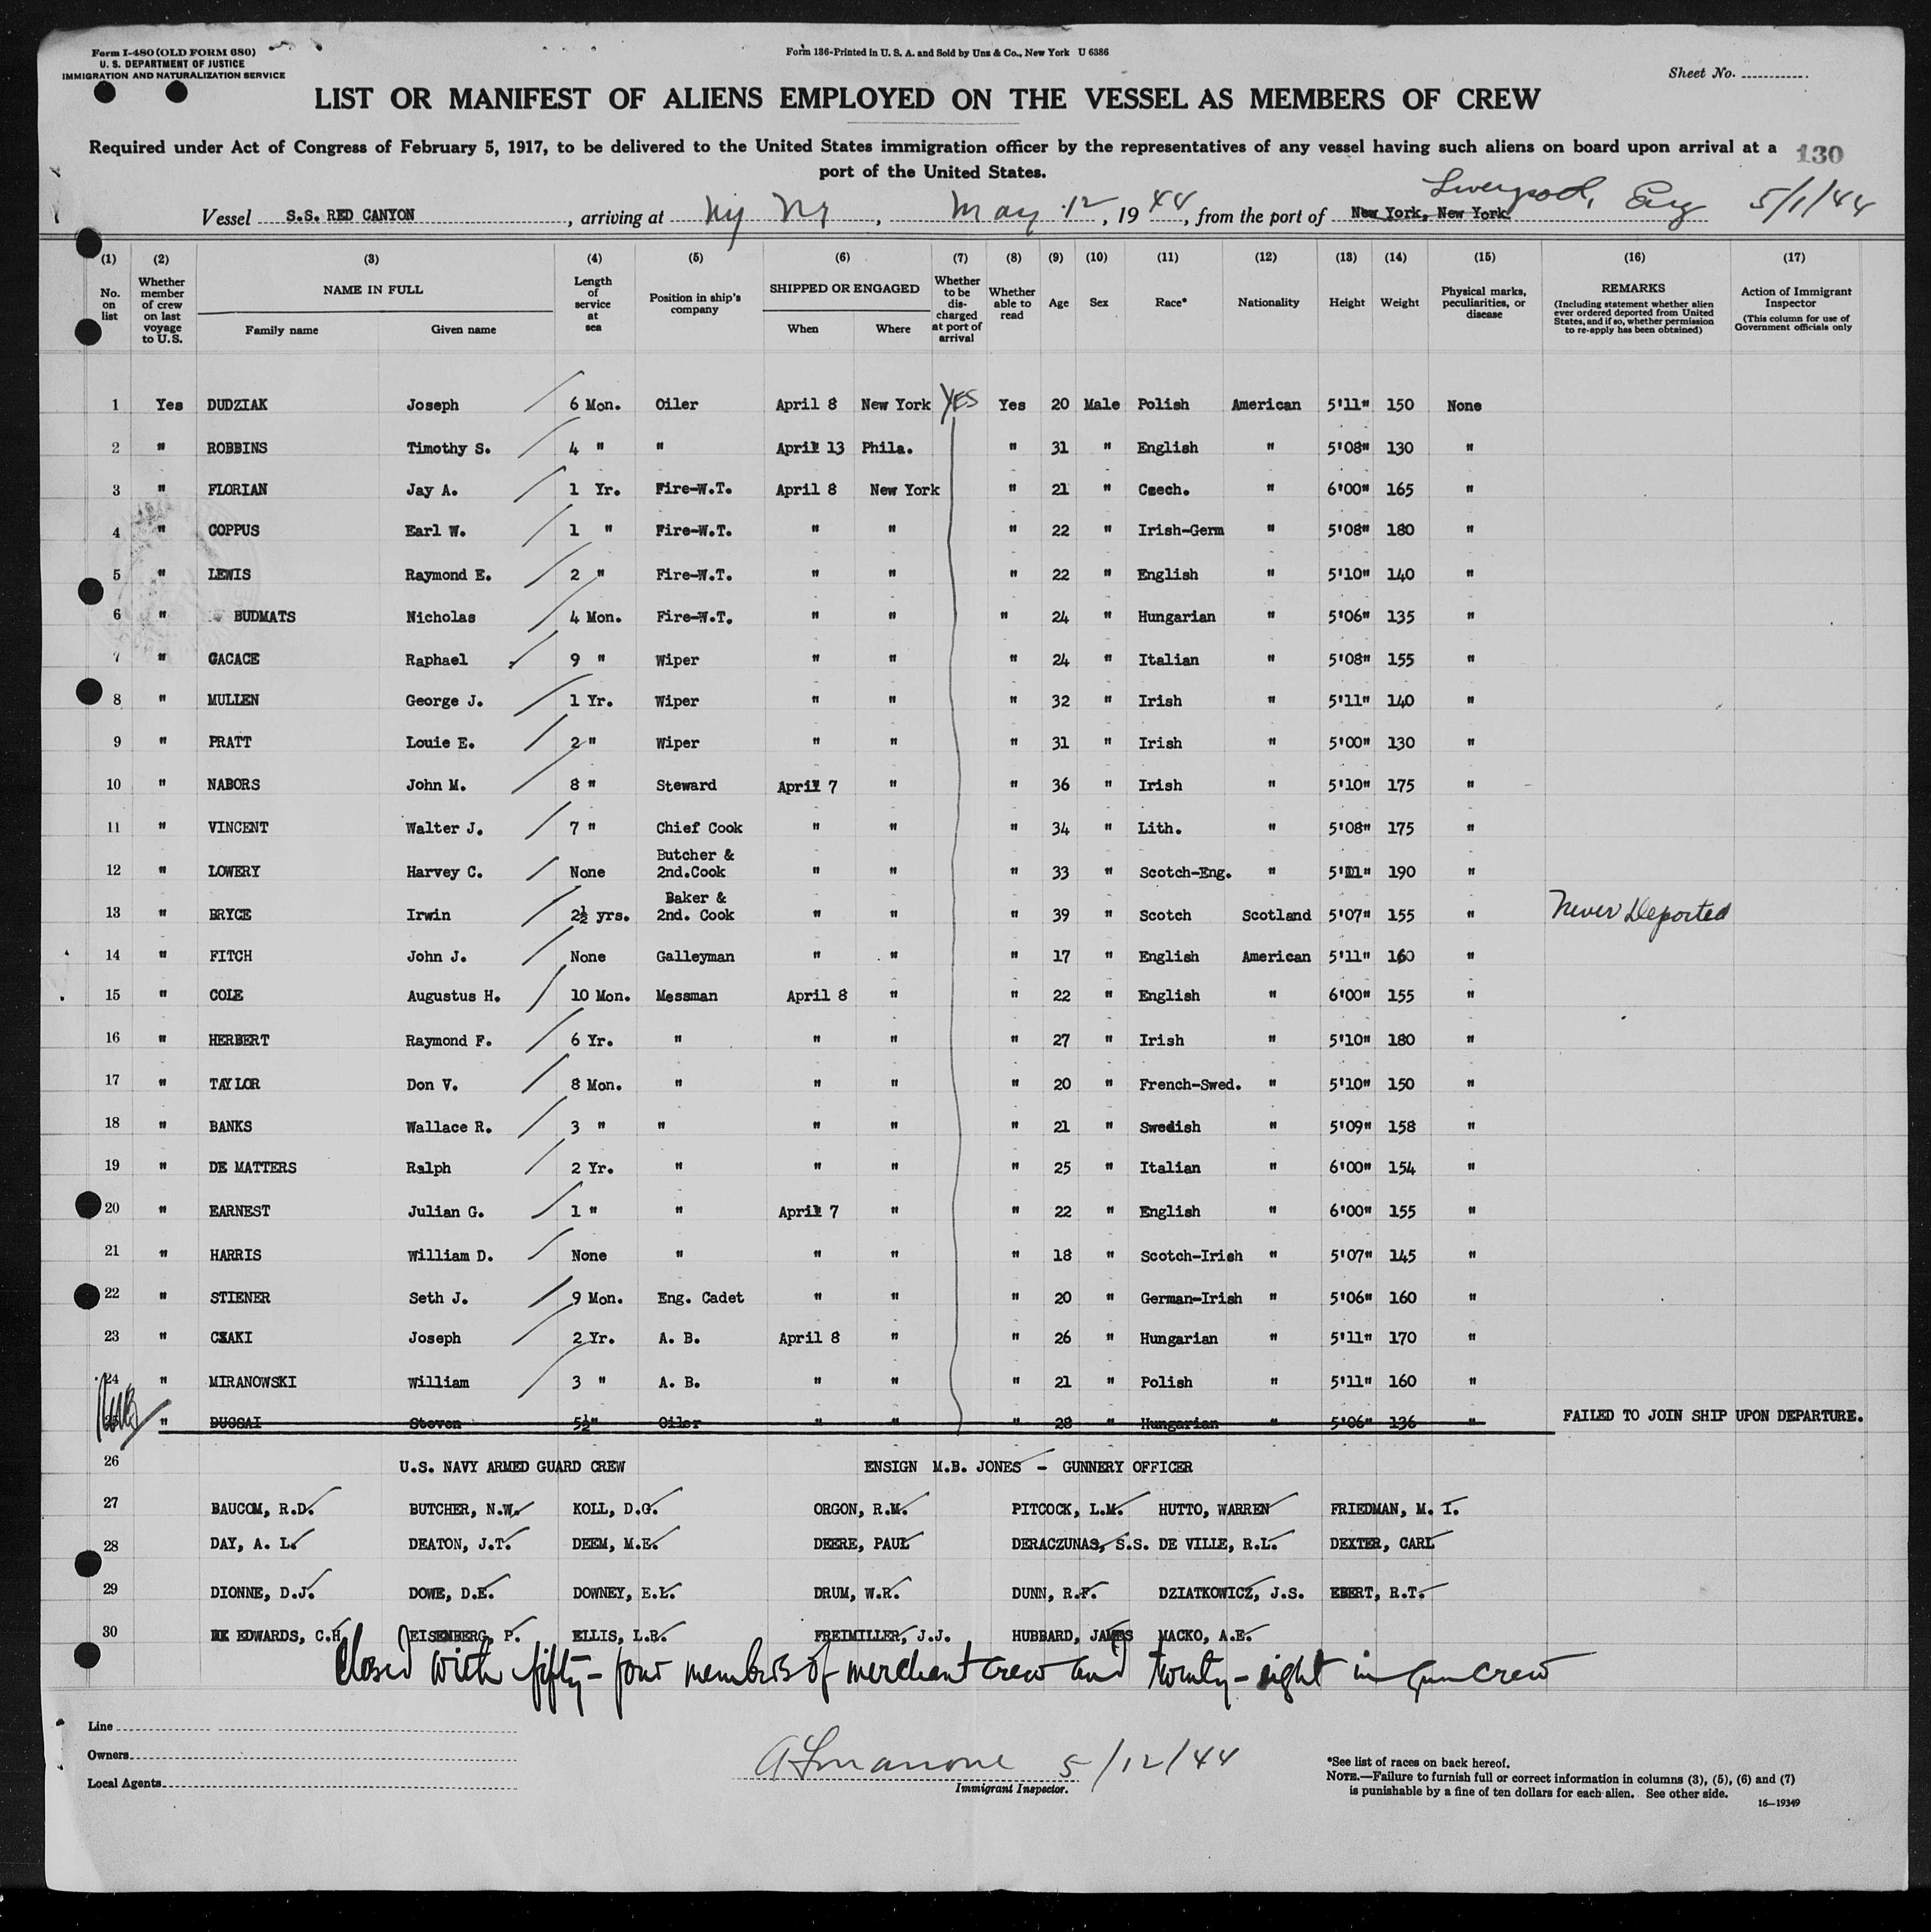 Form I-480 (OLD FORM 680)
U. S. DEPARTMENT OF JUSTICE
IMMIGRATION AND NATURALIZATION SERVICE
Form 136-Printed in U. S. A. and Sold by Unz & Co., New York U 6386
Sheet No.
LIST OR MANIFEST OF ALIENS EMPLOYED ON THE VESSEL AS MEMBERS OF CREW
Required under Act of Congress of February 5, 1917, to be delivered to the United States immigration officer by the representatives of any vessel having such aliens on board upon arrival at a
port of the United States.
130
Vessel S.S. RED CANYON, arriving at Ny Ny, May 12, 1944, from the port of New York, New York Liverpool, Eng 5/1/44
(1) (2) (3) (4) (5) (6) (7) (8) (9) (10) (11) (12) (13) (14) (15) (16) (17)
No. on list
Whether member of crew on last voyage to U.S.
NAME IN FULL
Family name Given name
Length of service at sea
Position in ship's company
SHIPPED OR ENGAGED
When Where
Whether to be discharged at port of arrival
Whether able to read
Age
Sex
Race*
Nationality
Height
Weight
Physical marks, peculiarities, or disease
REMARKS
(Including statement whether alien ever ordered deported from United States, and if so, whether permission to re-apply has been obtained)
Action of Immigrant Inspector
(This column for use of Government officials only
1 Yes DUDZIAK Joseph 6 Mon. Oiler April 8 New York YES Yes 20 Male Polish American 5'11" 150 None
2 " ROBBINS Timothy S. 4 " " April 13 Phila. " 31 " English " 5'08" 130 "
3 " FLORIAN Jay A. 1 Yr. Fire-W.T. April 8 New York " 21 " Czech. " 6'00" 165 "
4 " COPPUS Earl W. 1 " Fire-W.T. " " " 22 " Irish-Germ " 5'08" 180 "
5 " LEWIS Raymond E. 2 " Fire-W.T. " " " 22 " English " 5'10" 140 "
6 " BUDMATS Nicholas 4 Mon. Fire-W.T. " " " 24 " Hungarian " 5'06" 135 "
7 " GACACE Raphael 9 " Wiper " " " 24 " Italian " 5'08" 155 "
8 " MULLEN George J. 1 Yr. Wiper " " " 32 " Irish " 5'11" 140 "
9 " PRATT Louie E. 2 " Wiper " " " 31 " Irish " 5'00" 130 "
10 " NABORS John M. 8 " Steward April 7 " " 36 " Irish " 5'10" 175 "
11 " VINCENT Walter J. 7 " Chief Cook " " " 34 " Lith. " 5'08" 175 "
12 " LOWERY Harvey C. None Butcher & 2nd.Cook " " " 33 " Scotch-Eng. " 5'11" 190 "
13 " BRYCE Irwin 2½ yrs. Baker & 2nd. Cook " " " 39 " Scotch Scotland 5'07" 155 " Never Deported
14 " FITCH John J. None Galleyman " " " 17 " English American 5'11" 160 "
15 " COLE Augustus H. 10 Mon. Messman April 8 " " 22 " English " 6'00" 155 "
16 " HERBERT Raymond F. 6 Yr. " " " " 27 " Irish " 5'10" 180 "
17 " TAYLOR Don V. 8 Mon. " " " " 20 " French-Swed. " 5'10" 150 "
18 " BANKS Wallace R. 3 " " " " " 21 " Swedish " 5'09" 158 "
19 " DE MATTERS Ralph 2 Yr. " " " " 25 " Italian " 6'00" 154 "
20 " EARNEST Julian G. 1 " " April 7 " " 22 " English " 6'00" 155 "
21 " HARRIS William D. None " " " " 18 " Scotch-Irish " 5'07" 145 "
22 " STIENER Seth J. 9 Mon. Eng. Cadet " " " 20 " German-Irish " 5'06" 160 "
23 " CZAKI Joseph 2 Yr. A. B. April 8 " " 26 " Hungarian " 5'11" 170 "
24 " MIRANOWSKI William 3 " A. B. " " " 21 " Polish " 5'11" 160 "
25 " DUCSAI Steven 5½" Oiler " " " 28 " Hungarian " 5'06" 136 " FAILED TO JOIN SHIP UPON DEPARTURE.
26 U.S. NAVY ARMED GUARD CREW ENSIGN M.B. JONES - GUNNERY OFFICER
27 BAUCOM, R.D. BUTCHER, N.W. KOLL, D.G. ORGON, R.M. PITCOCK, L.M. HUTTO, WARREN FRIEDMAN, M. I.
28 DAY, A. L. DEATON, J.T. DEEM, M.E. DEERE, PAUL DERACZUNAS, S.S. DE VILLE, R.L. DEXTER, CARL
29 DIONNE, D.J. DOWE, D.E. DOWNEY, E.L. DRUM, W.R. DUNN, R.F. DZIATKOWICZ, J.S. EBERT, R.T.
30 EDWARDS, C.H. EISENBERG, P. ELLIS, L.R. FREIMILLER, J.J. HUBBARD, JAMES MACKO, A.E.
Closed with fifty-four members of merchant crew and twenty-eight in gun crew
Line
Owners
Local Agents
5/12/44
Immigrant Inspector.
*See list of races on back hereof.
NOTE.—Failure to furnish full or correct information in columns (3), (5), (6) and (7)
is punishable by a fine of ten dollars for each alien. See other side.
16—19349